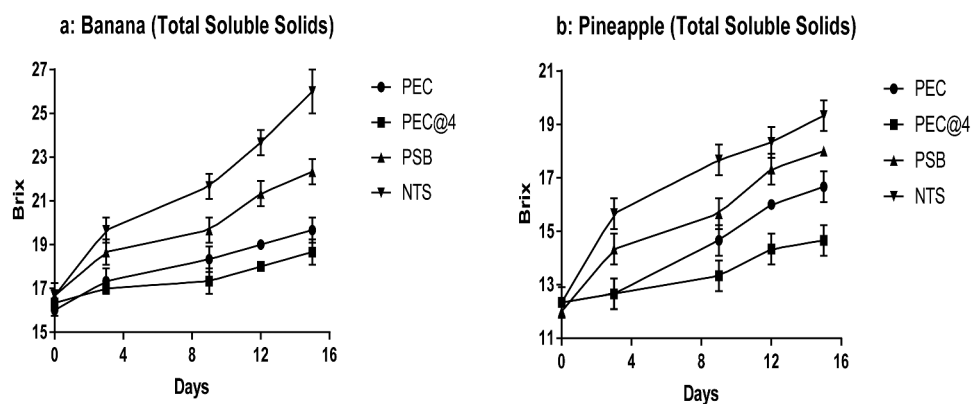 a: Banana (Total Soluble Solids)
27
25
23
21
19
17
15
Brix
0
4
8
12
16
Days
PEC
PEC@4
PSB
NTS
b: Pineapple (Total Soluble Solids)
21
19
17
15
13
11
Brix
0
4
8
12
16
Days
PEC
PEC@4
PSB
NTS